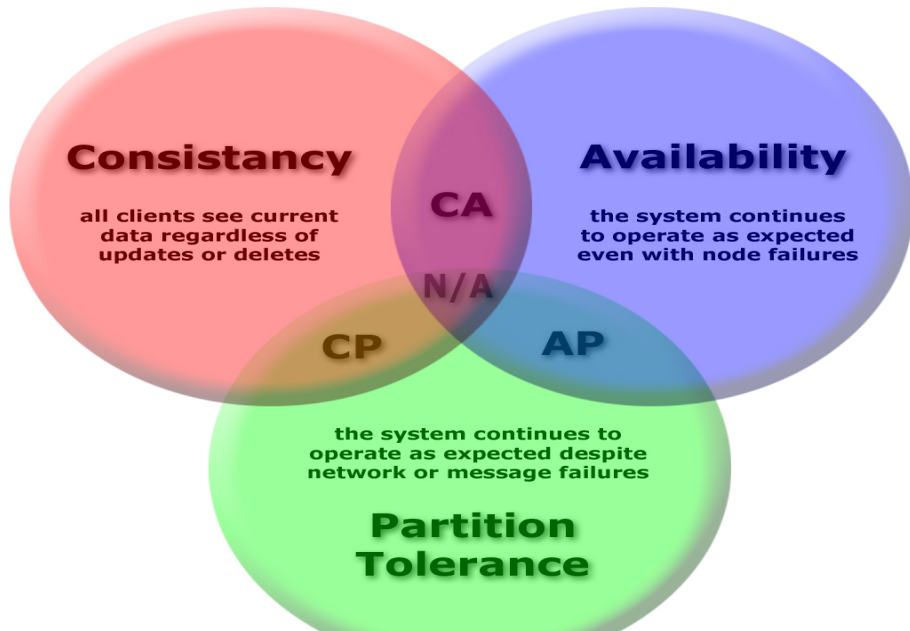 Consistancy
all clients see current
data regardless of
updates or deletes
Availability
the system continues
to operate as expected
even with node failures
CA
N/A
CP
AP
the system continues to
operate as expected despite
network or message failures
Partition
Tolerance